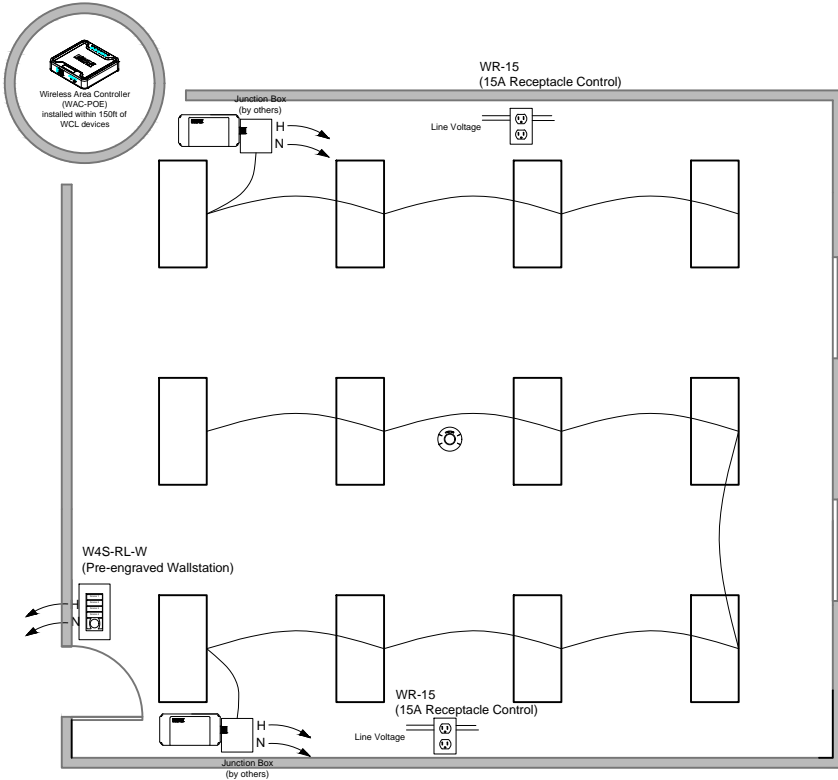 Wireless Area Controller
(WAC-POE)
installed within 150ft of
WCL devices
WR-15
(15A Receptacle Control)
Junction Box
(by others)
H
N
Line Voltage
W4S-RL-W
(Pre-engraved Wallstation)
H
N
WR-15
(15A Receptacle Control)
H
N
Line Voltage
Junction Box
(by others)